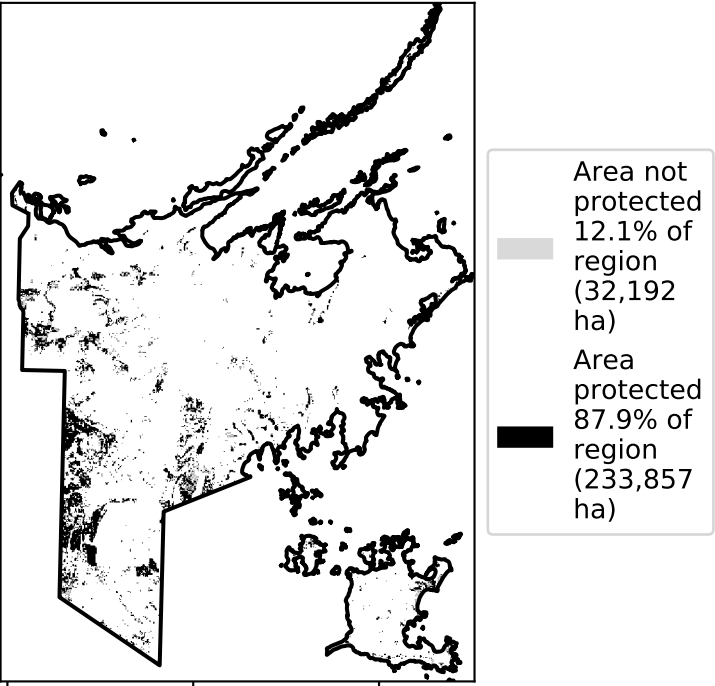 Area not
protected
12.1% of
region
(32,192
ha)
Area
protected
87.9% of
region
(233,857
ha)